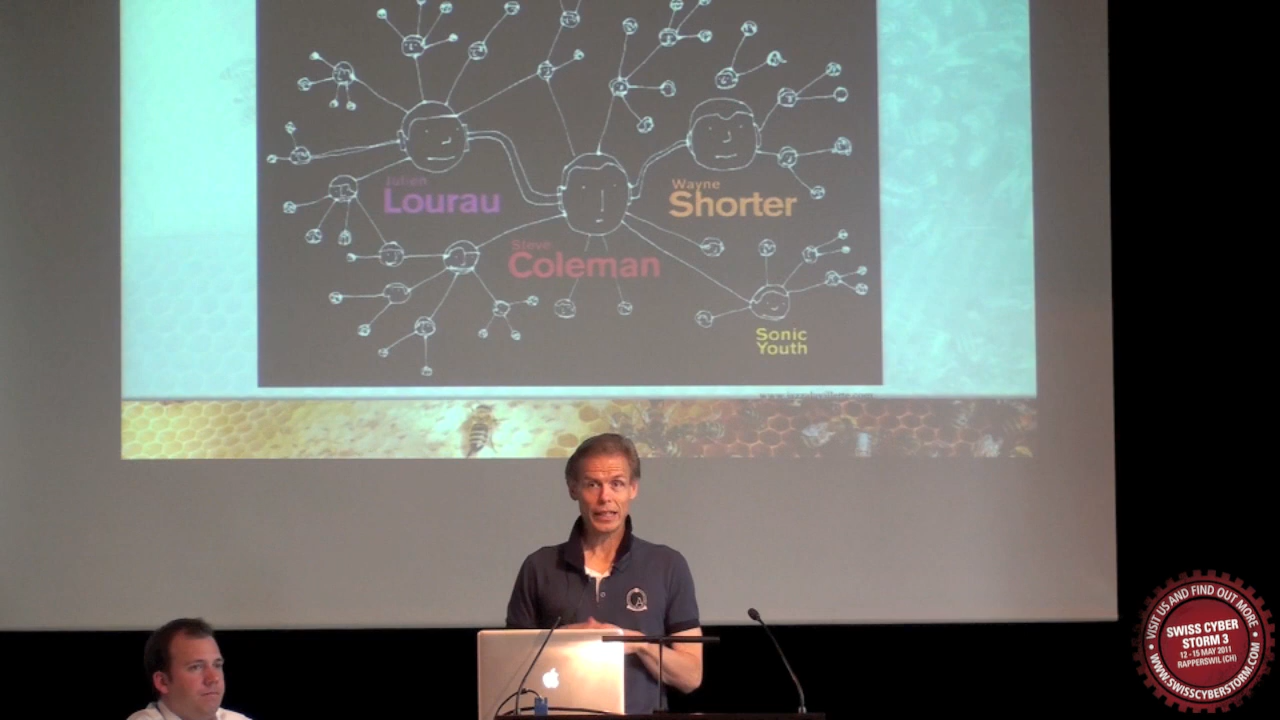 Julien
Lourau
Wayne
Shorter
Steve
Coleman
Sonic
Youth
VISIT US AND FIND OUT MORE
SWISS CYBER
STORM 3
12 - 15 MAY 2011
RAPPERSWIL (CH)
WWW.SWISSCYBERSTORM.COM